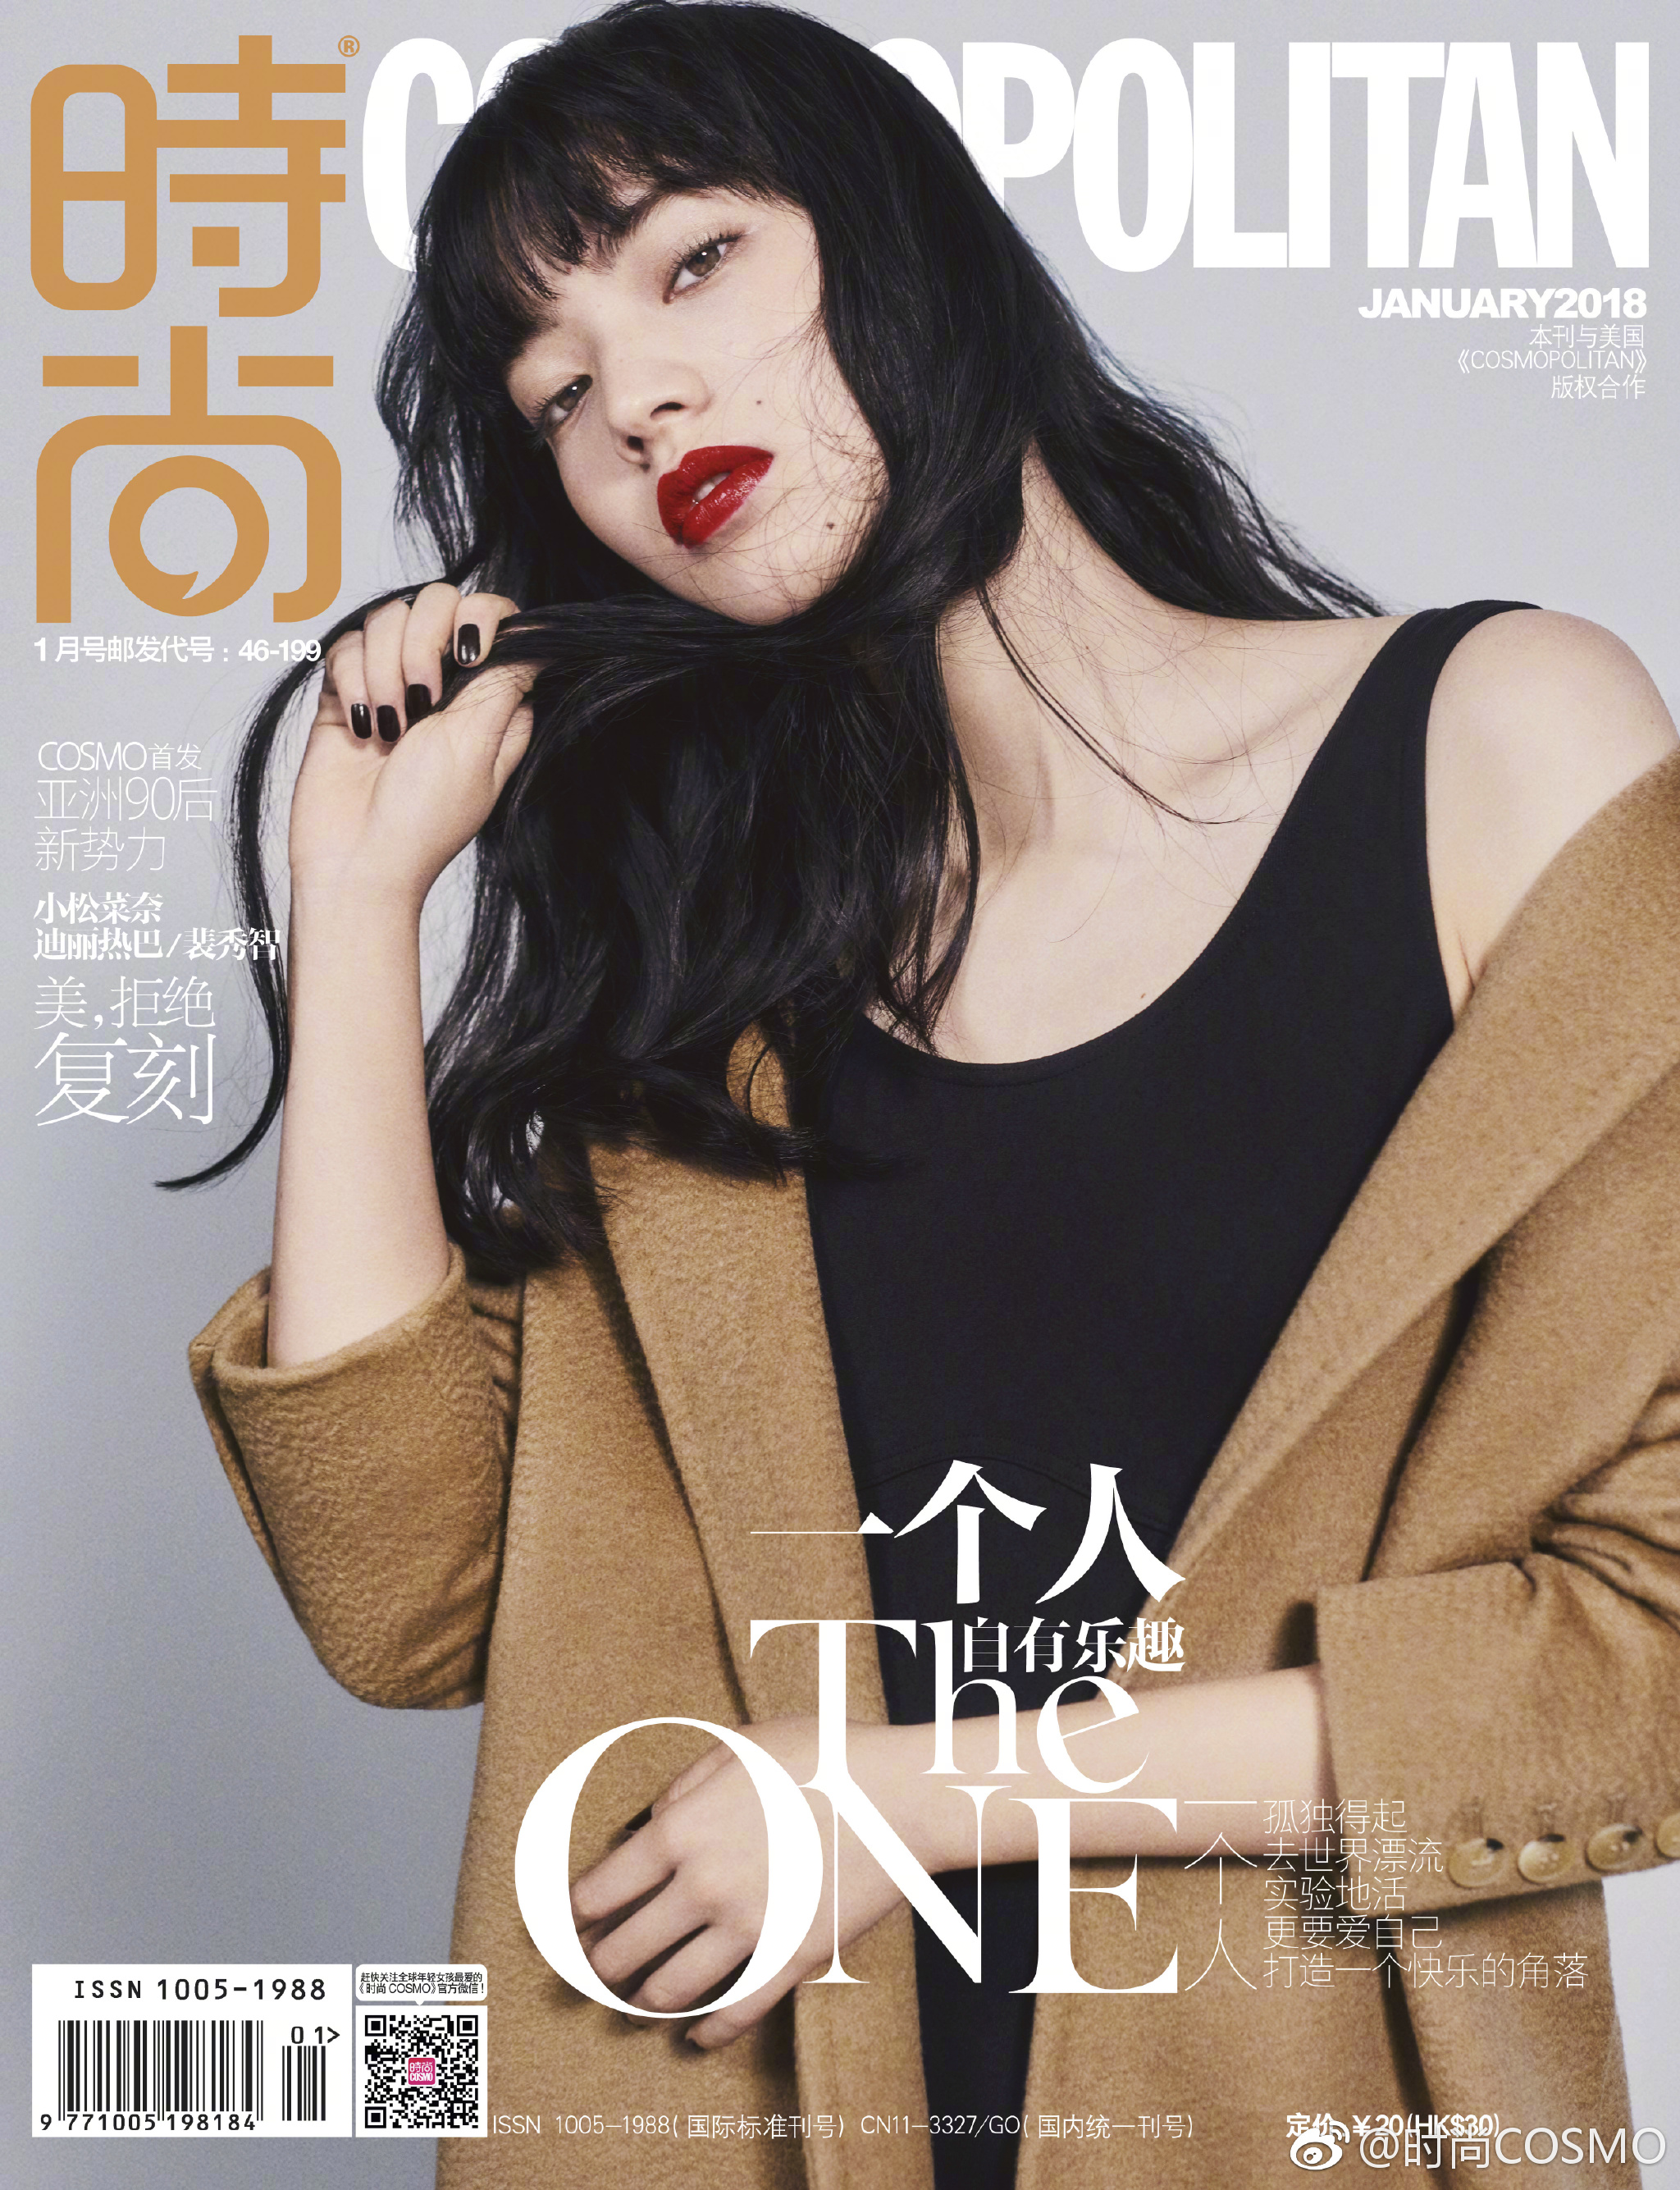 時尚®
COSMOPOLITAN
JANUARY2018
本刊与美国
《COSMOPOLITAN》
版权合作
1月号邮发代号：46-199
COSMO首发
亚洲90后
新势力
小松菜奈
迪丽热巴/裴秀智
美,拒绝
复刻
一个人
自有乐趣
The
ONE
一个人
孤独得起
去世界漂流
实验地活
更要爱自己
打造一个快乐的角落
ISSN 1005-1988
01>
9 771005 198184
赶快关注全球年轻女孩最爱的
《时尚COSMO》官方微信！
時尚
COSMO
ISSN 1005-1988(国际标准刊号) CN11-3327/GO(国内统一刊号)
定价￥20(HK$30)
@时尚COSMO